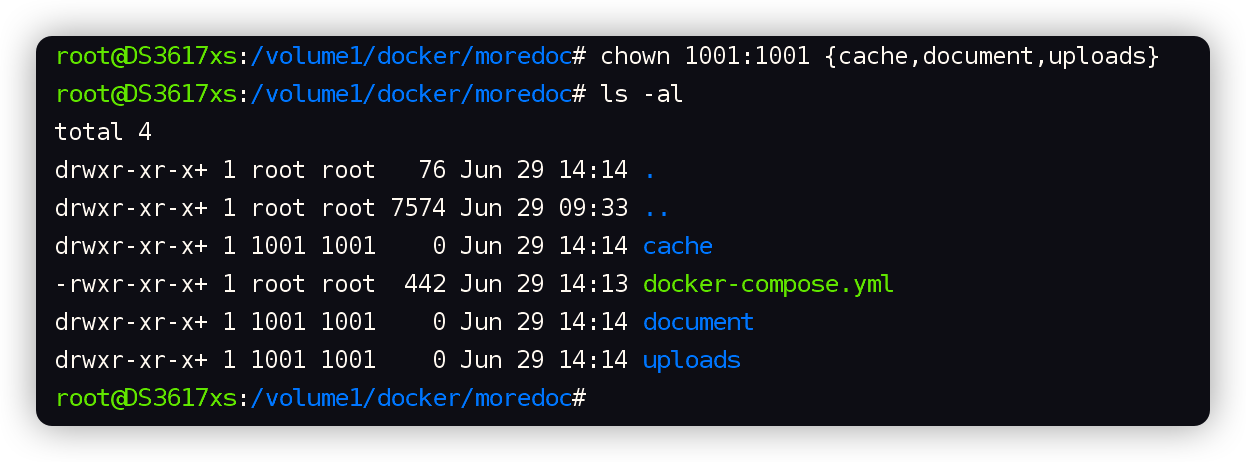 root@DS3617xs:/volume1/docker/moredoc# chown 1001:1001 {cache,document,uploads}
root@DS3617xs:/volume1/docker/moredoc# ls -al
total 4
drwxr-xr-x+ 1 root root   76 Jun 29 14:14 .
drwxr-xr-x+ 1 root root 7574 Jun 29 09:33 ..
drwxr-xr-x+ 1 1001 1001    0 Jun 29 14:14 cache
-rwxr-xr-x+ 1 root root  442 Jun 29 14:13 docker-compose.yml
drwxr-xr-x+ 1 1001 1001    0 Jun 29 14:14 document
drwxr-xr-x+ 1 1001 1001    0 Jun 29 14:14 uploads
root@DS3617xs:/volume1/docker/moredoc#